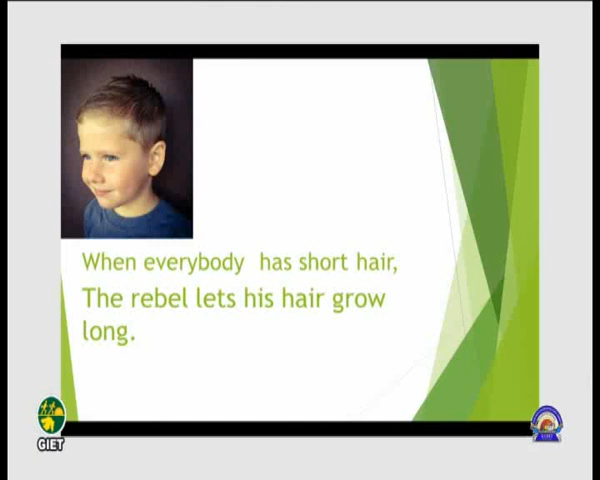 When everybody has short hair,
The rebel lets his hair grow
long.
GIET